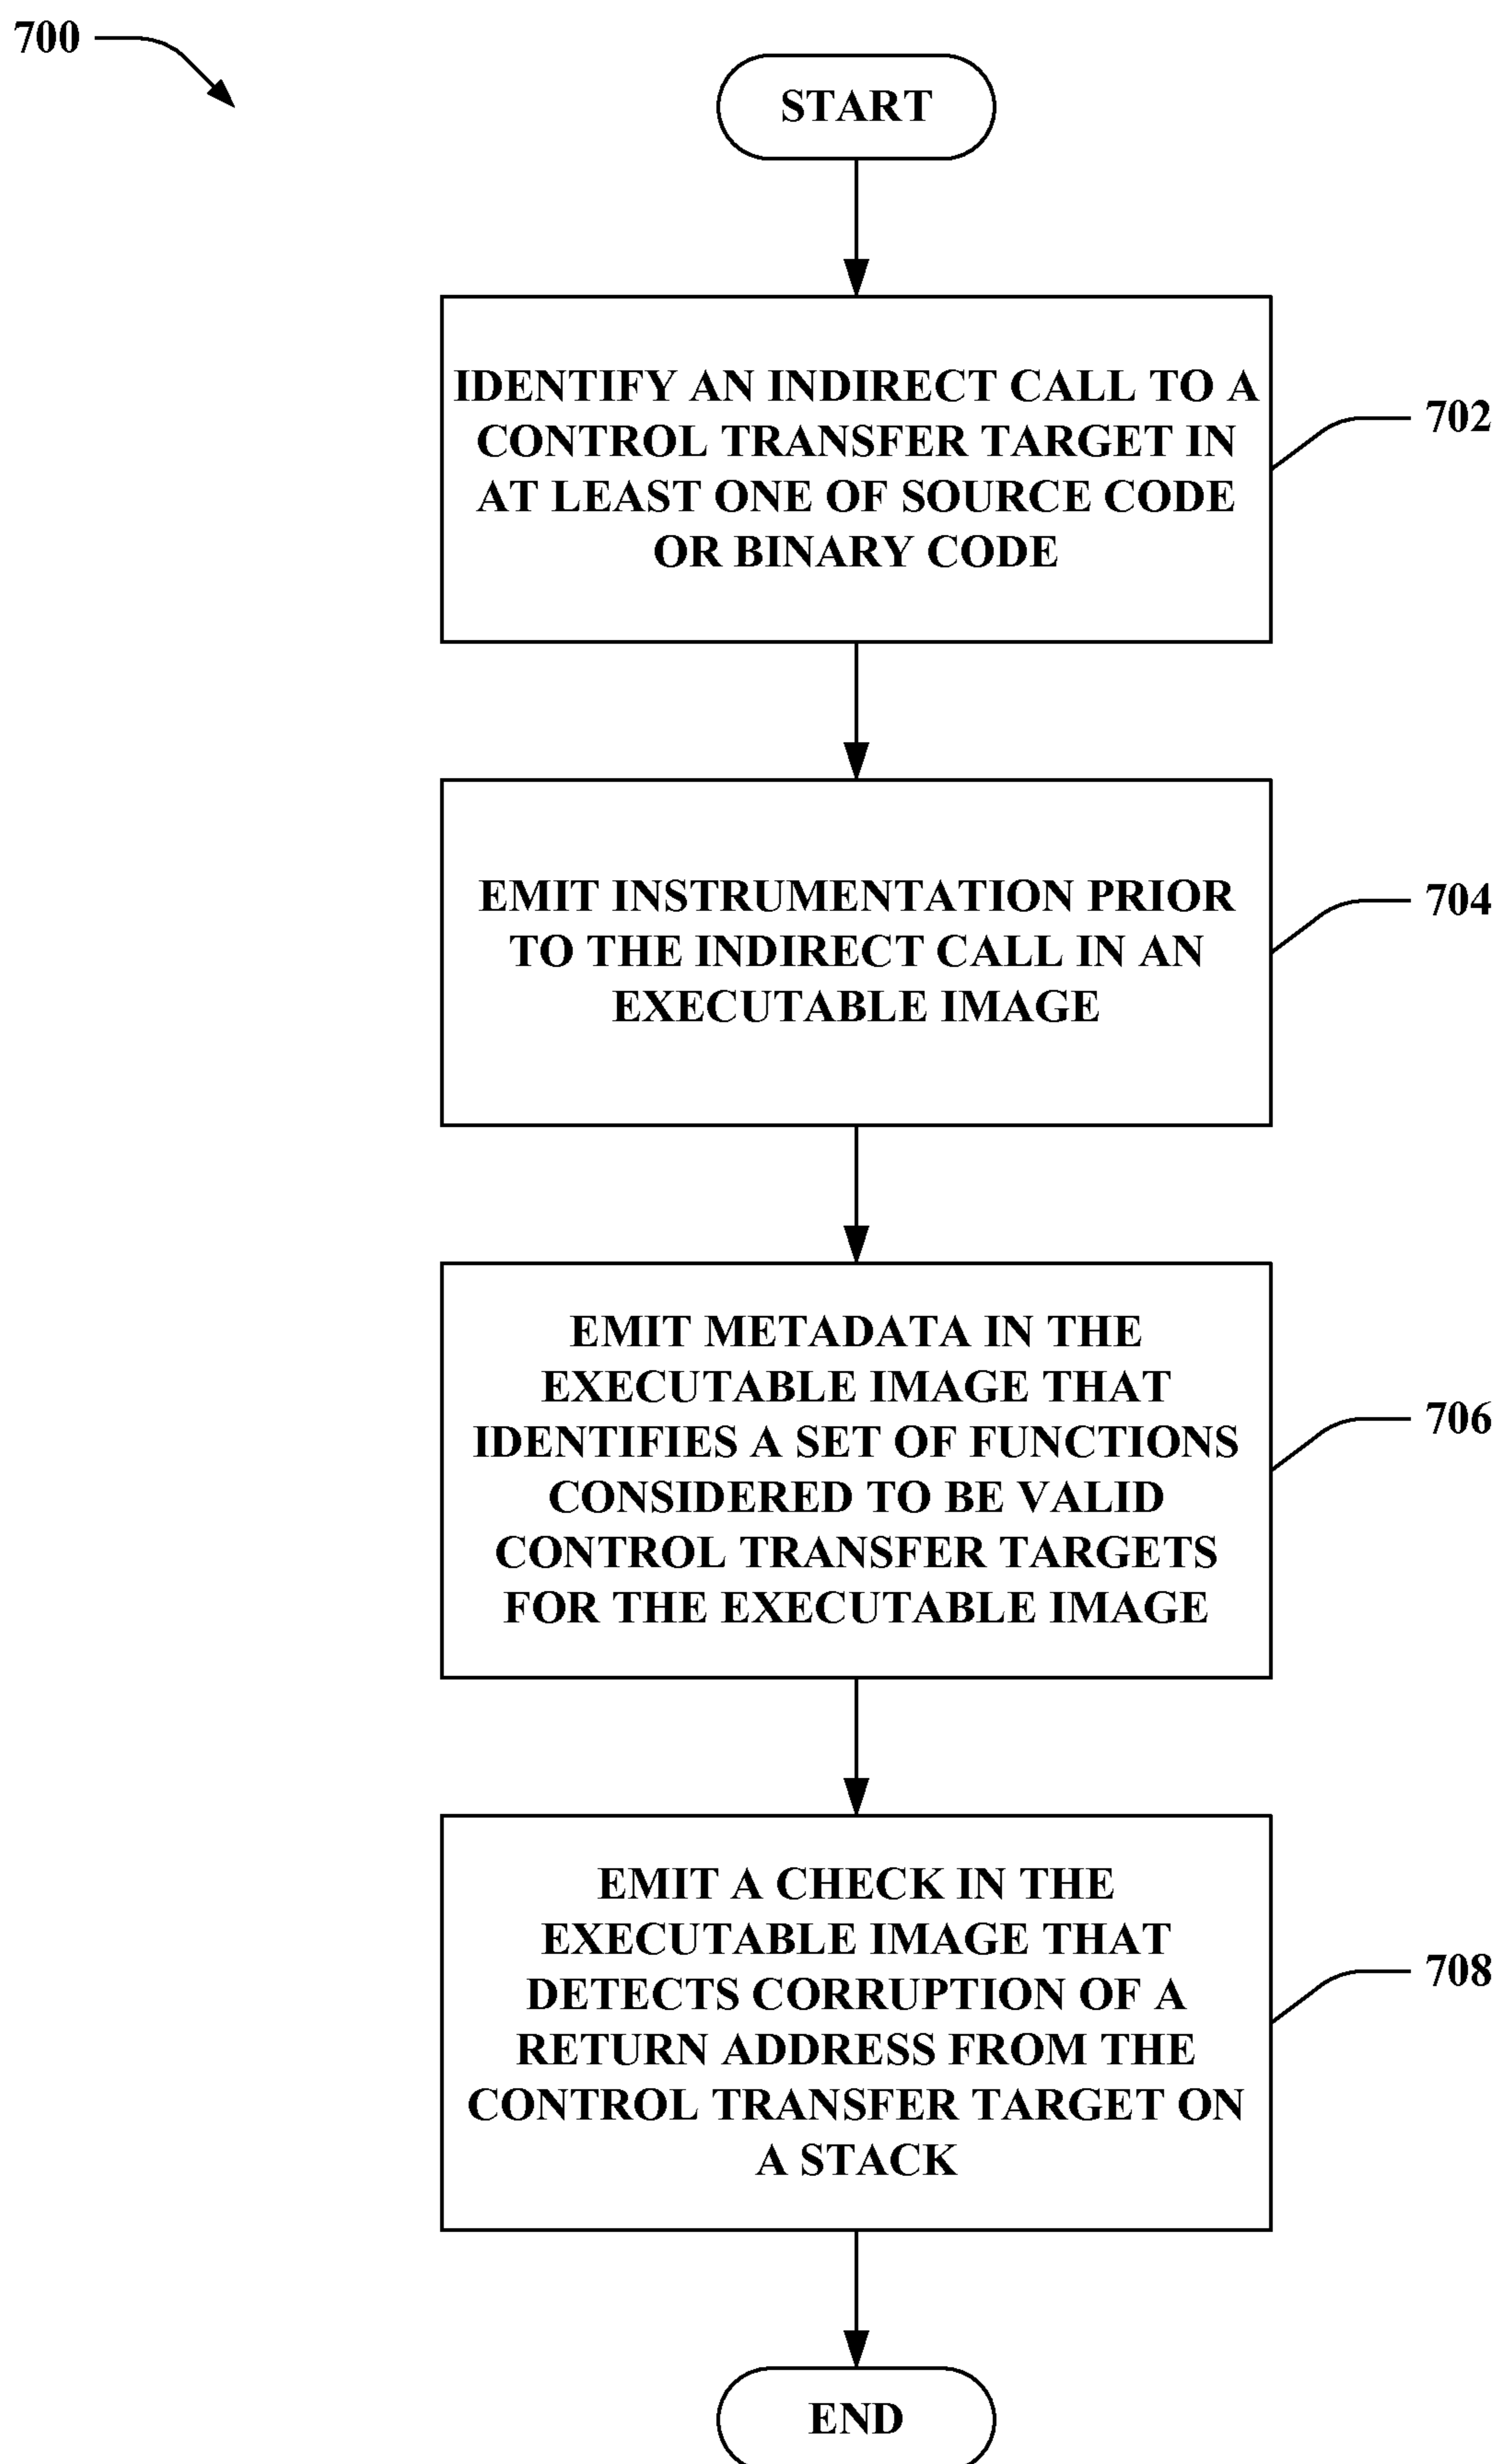 700
START
IDENTIFY AN INDIRECT CALL TO A
CONTROL TRANSFER TARGET IN
AT LEAST ONE OF SOURCE CODE
OR BINARY CODE
702
EMIT INSTRUMENTATION PRIOR
TO THE INDIRECT CALL IN AN
EXECUTABLE IMAGE
704
EMIT METADATA IN THE
EXECUTABLE IMAGE THAT
IDENTIFIES A SET OF FUNCTIONS
CONSIDERED TO BE VALID
CONTROL TRANSFER TARGETS
FOR THE EXECUTABLE IMAGE
706
EMIT A CHECK IN THE
EXECUTABLE IMAGE THAT
DETECTS CORRUPTION OF A
RETURN ADDRESS FROM THE
CONTROL TRANSFER TARGET ON
A STACK
708
END